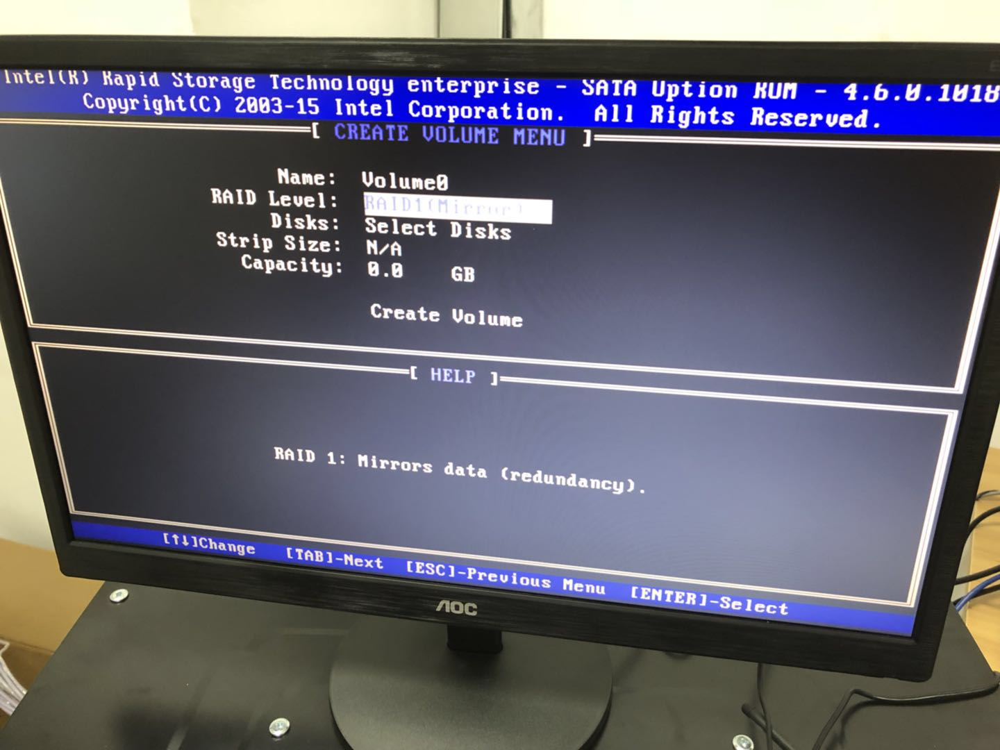 Intel(R) Rapid Storage Technology enterprise - SATA Option ROM - 4.6.0.1018
Copyright(C) 2003-15 Intel Corporation. All Rights Reserved.
[ CREATE VOLUME MENU ]
Name: Volume0
RAID Level: RAID1(Mirror)
Disks: Select Disks
Strip Size: N/A
Capacity: 0.0 GB
Create Volume
[ HELP ]
RAID 1: Mirrors data (redundancy).
[↑↓]Change [TAB]-Next [ESC]-Previous Menu [ENTER]-Select
AOC